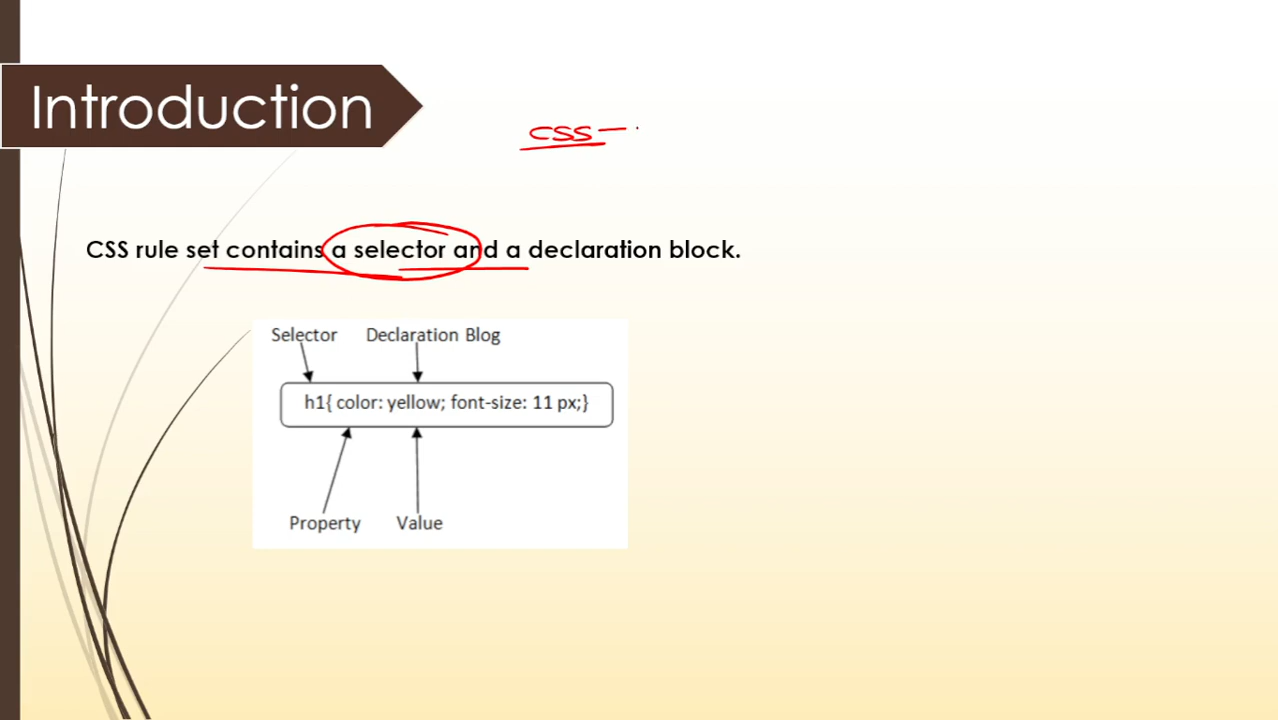 Introduction
CSS-
CSS rule set contains a selector and a declaration block.
Selector Declaration Blog
h1{ color: yellow; font-size: 11 px;}
Property Value